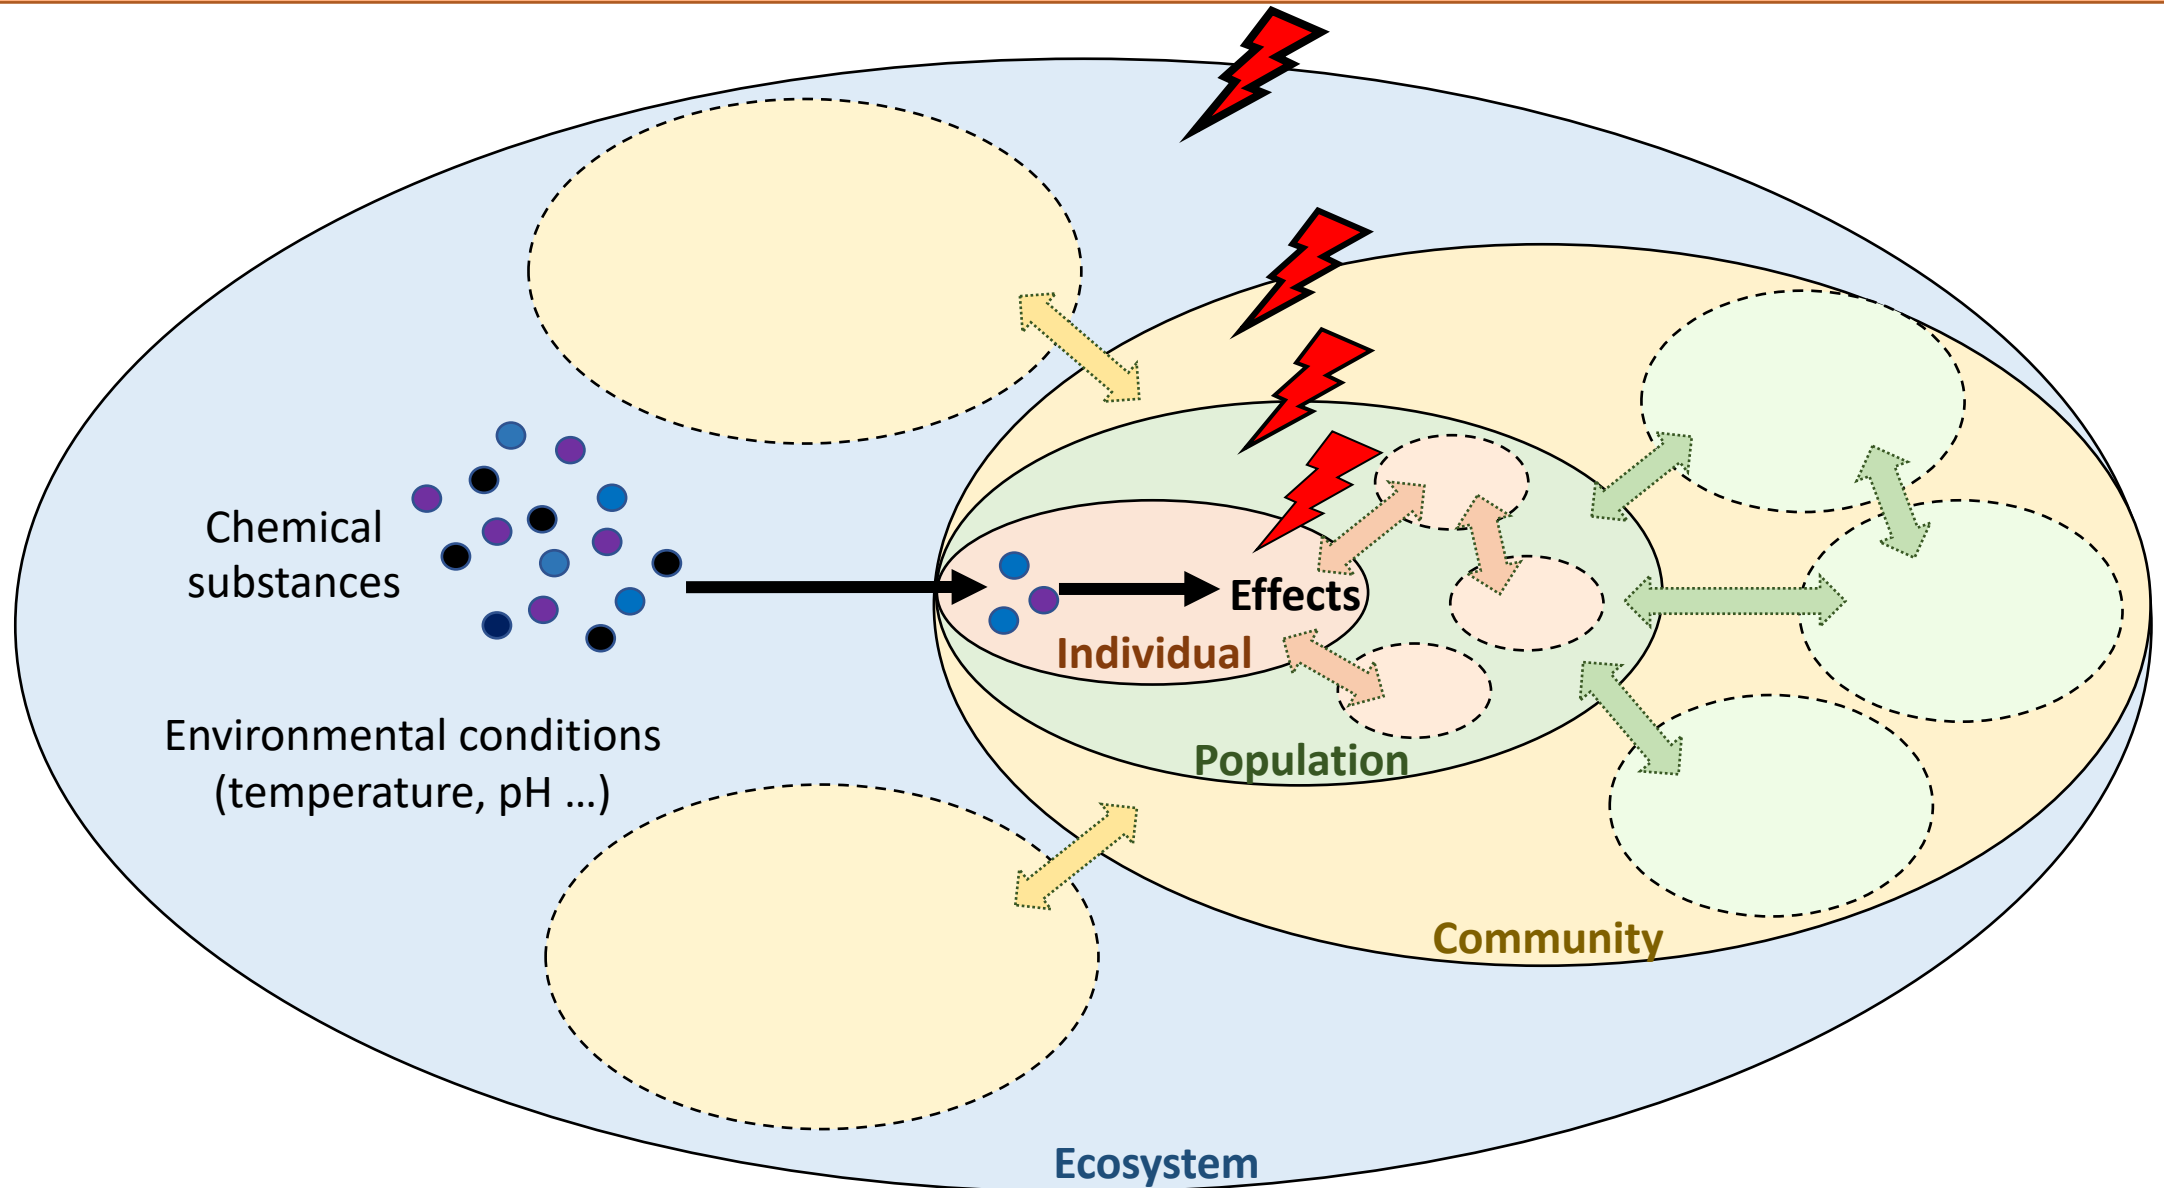 Chemical
substances
Effects
Individual
Environmental conditions
(temperature, pH ...)
Population
Community
Ecosystem